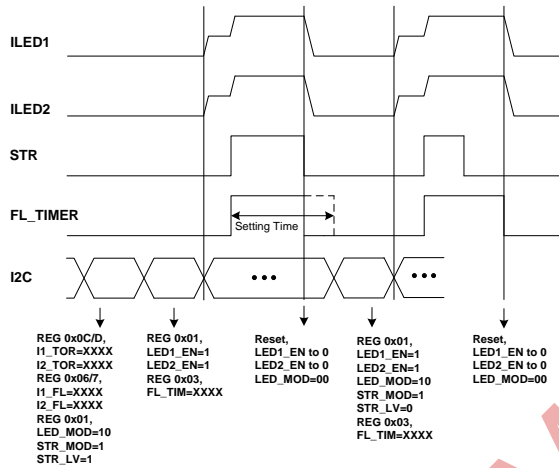 ILED1
ILED2
STR
FL_TIMER
Setting Time
I2C
REG 0x0C/D,
I1_TOR=XXXX
I2_TOR=XXXX
REG 0x06/7,
I1_FL=XXXX
I2_FL=XXXX
REG 0x01,
LED_MOD=10
STR_MOD=1
STR_LV=1
REG 0x01,
LED1_EN=1
LED2_EN=1
REG 0x03,
FL_TIM=XXXX
Reset,
LED1_EN to 0
LED2_EN to 0
LED_MOD=00
REG 0x01,
LED1_EN=1
LED2_EN=1
LED_MOD=10
STR_MOD=1
STR_LV=0
REG 0x03,
FL_TIM=XXXX
Reset,
LED1_EN to 0
LED2_EN to 0
LED_MOD=00